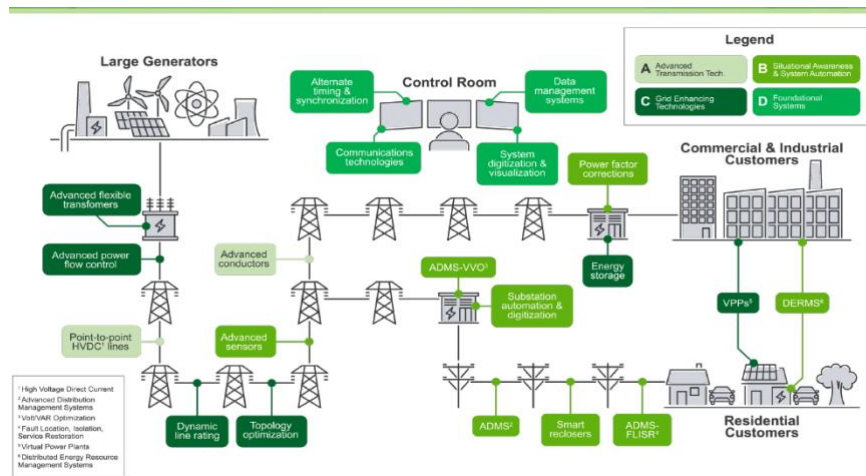 Large Generators
Control Room
Alternate
timing &
synchronization
Data
management
systems
Communications
technologies
System
digitization &
visualization
Legend
A Advanced
Transmission Tech.
B Situational Awareness
& System Automation
C Grid Enhancing
Technologies
D Foundational
Systems
Commercial & Industrial
Customers
Power factor
corrections
Advanced flexible
transfomers
Advanced power
flow control
Advanced
conductors
ADMS-VVO³
Energy
storage
Substation
automation &
digitization
VPPs⁵
DERMS⁶
Point-to-point
HVDC¹ lines
Advanced
sensors
Dynamic
line rating
Topology
optimization
ADMS²
Smart
reclosers
ADMS-
FLISR⁴
Residential
Customers
¹ High Voltage Direct Current
² Advanced Distribution
Management Systems
³ Volt/VAR Optimization
⁴ Fault Location, Isolation,
Service Restoration
⁵ Virtual Power Plants
⁶ Distributed Energy Resource
Management Systems